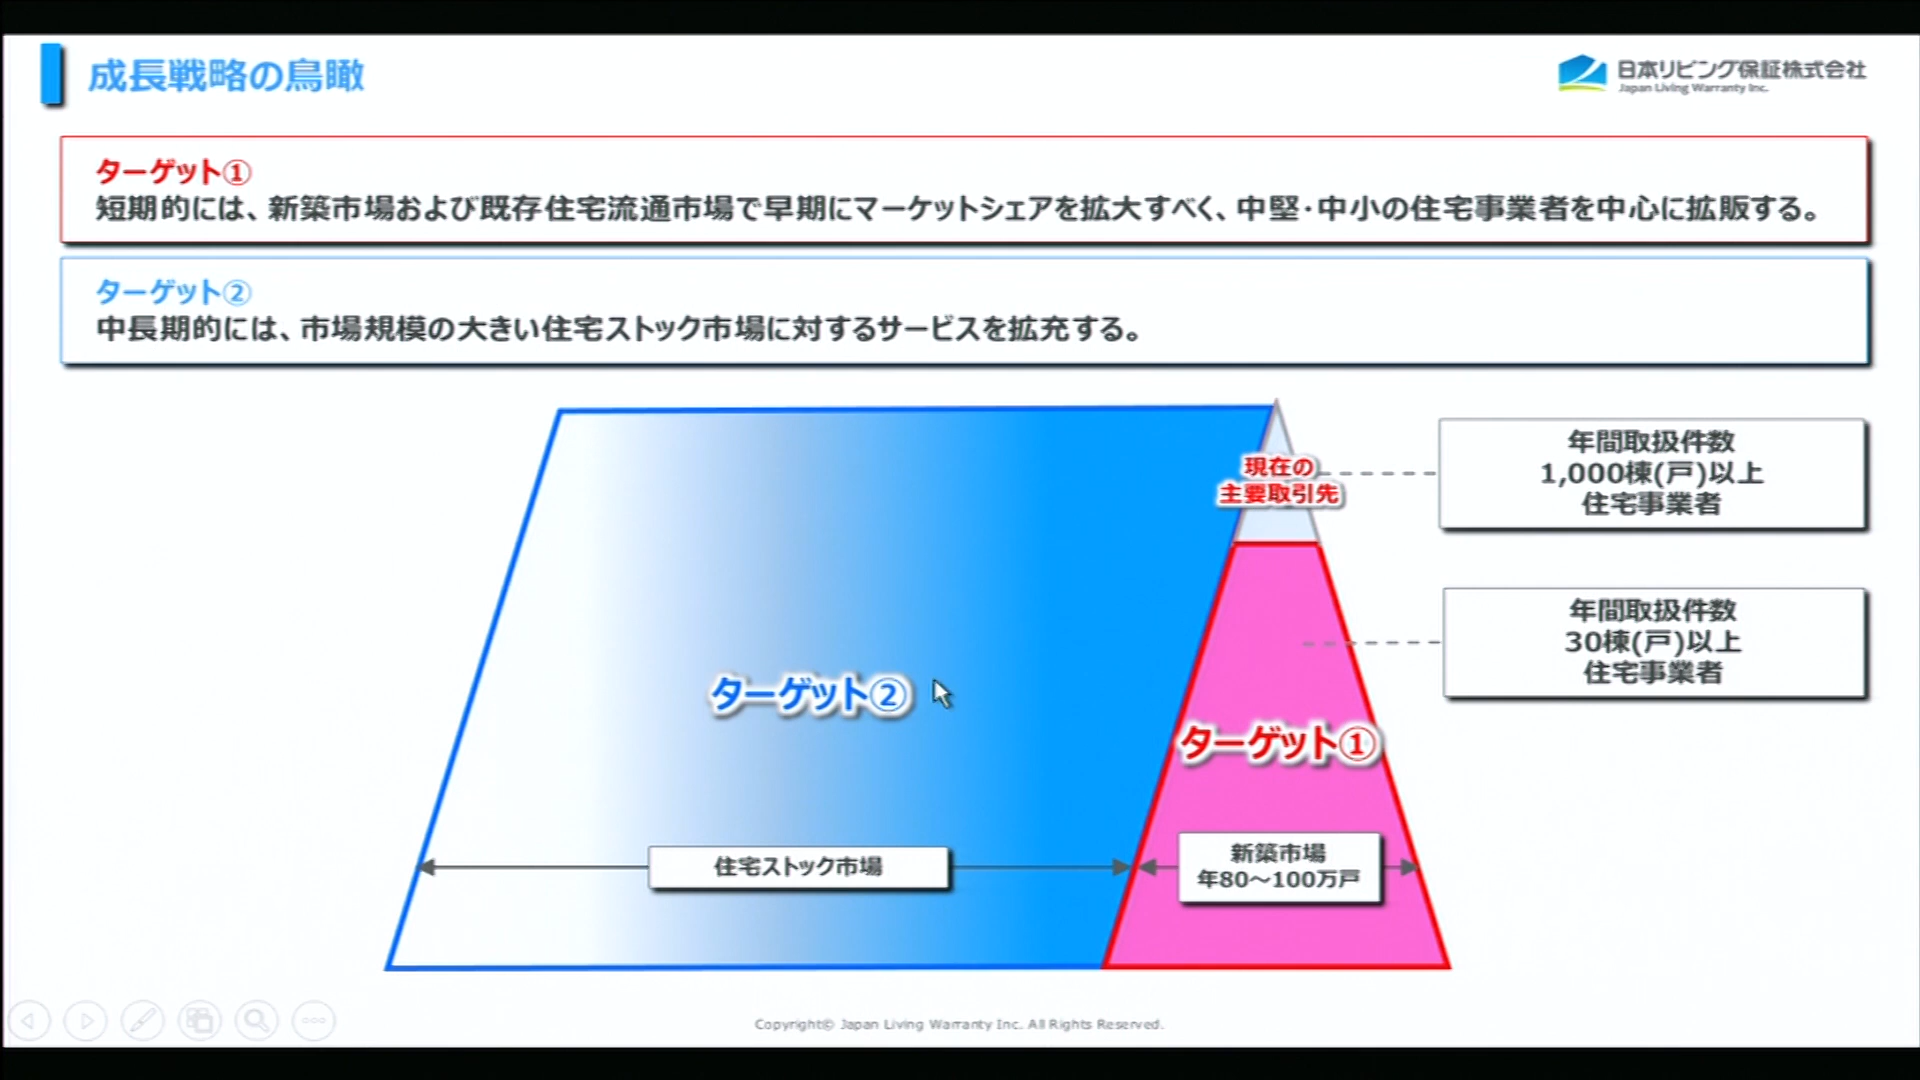 成長戦略の鳥瞰
日本リビング保証株式会社
Japan Living Warranty Inc.
ターゲット①
短期的には、新築市場および既存住宅流通市場で早期にマーケットシェアを拡大すべく、中堅・中小の住宅事業者を中心に拡販する。
ターゲット②
中長期的には、市場規模の大きい住宅ストック市場に対するサービスを拡充する。
現在の
主要取引先
年間取扱件数
1,000棟(戸)以上
住宅事業者
年間取扱件数
30棟(戸)以上
住宅事業者
ターゲット②
ターゲット①
住宅ストック市場
新築市場
年80～100万戸
Copyright© Japan Living Warranty Inc. All Rights Reserved.